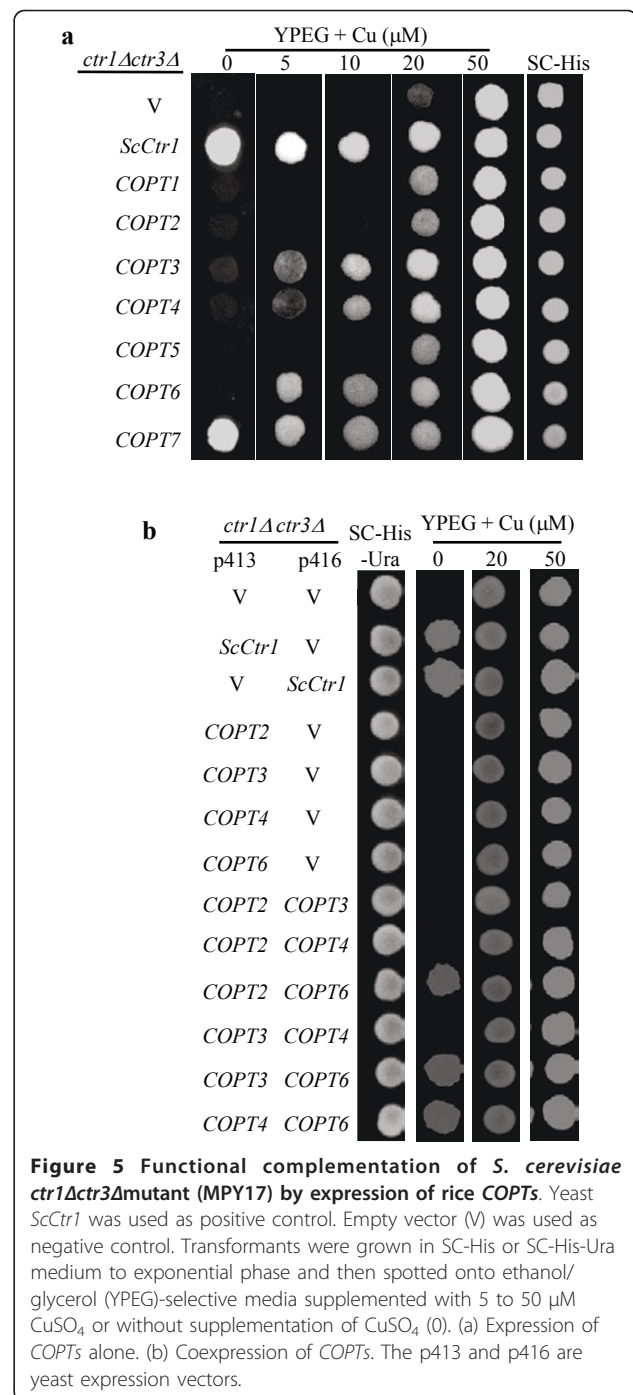 a
YPEG + Cu (µM)
ctr1Δctr3Δ 0 5 10 20 50 SC-His
V
ScCtr1
COPT1
COPT2
COPT3
COPT4
COPT5
COPT6
COPT7
b
ctr1Δctr3Δ SC-His YPEG + Cu (µM)
p413 p416 -Ura 0 20 50
V V
ScCtr1 V
V ScCtr1
COPT2 V
COPT3 V
COPT4 V
COPT6 V
COPT2 COPT3
COPT2 COPT4
COPT2 COPT6
COPT3 COPT4
COPT3 COPT6
COPT4 COPT6
Figure 5 Functional complementation of S. cerevisiae
ctr1Δctr3Δmutant (MPY17) by expression of rice COPTs. Yeast
ScCtr1 was used as positive control. Empty vector (V) was used as
negative control. Transformants were grown in SC-His or SC-His-Ura
medium to exponential phase and then spotted onto ethanol/
glycerol (YPEG)-selective media supplemented with 5 to 50 µM
CuSO₄ or without supplementation of CuSO₄ (0). (a) Expression of
COPTs alone. (b) Coexpression of COPTs. The p413 and p416 are
yeast expression vectors.